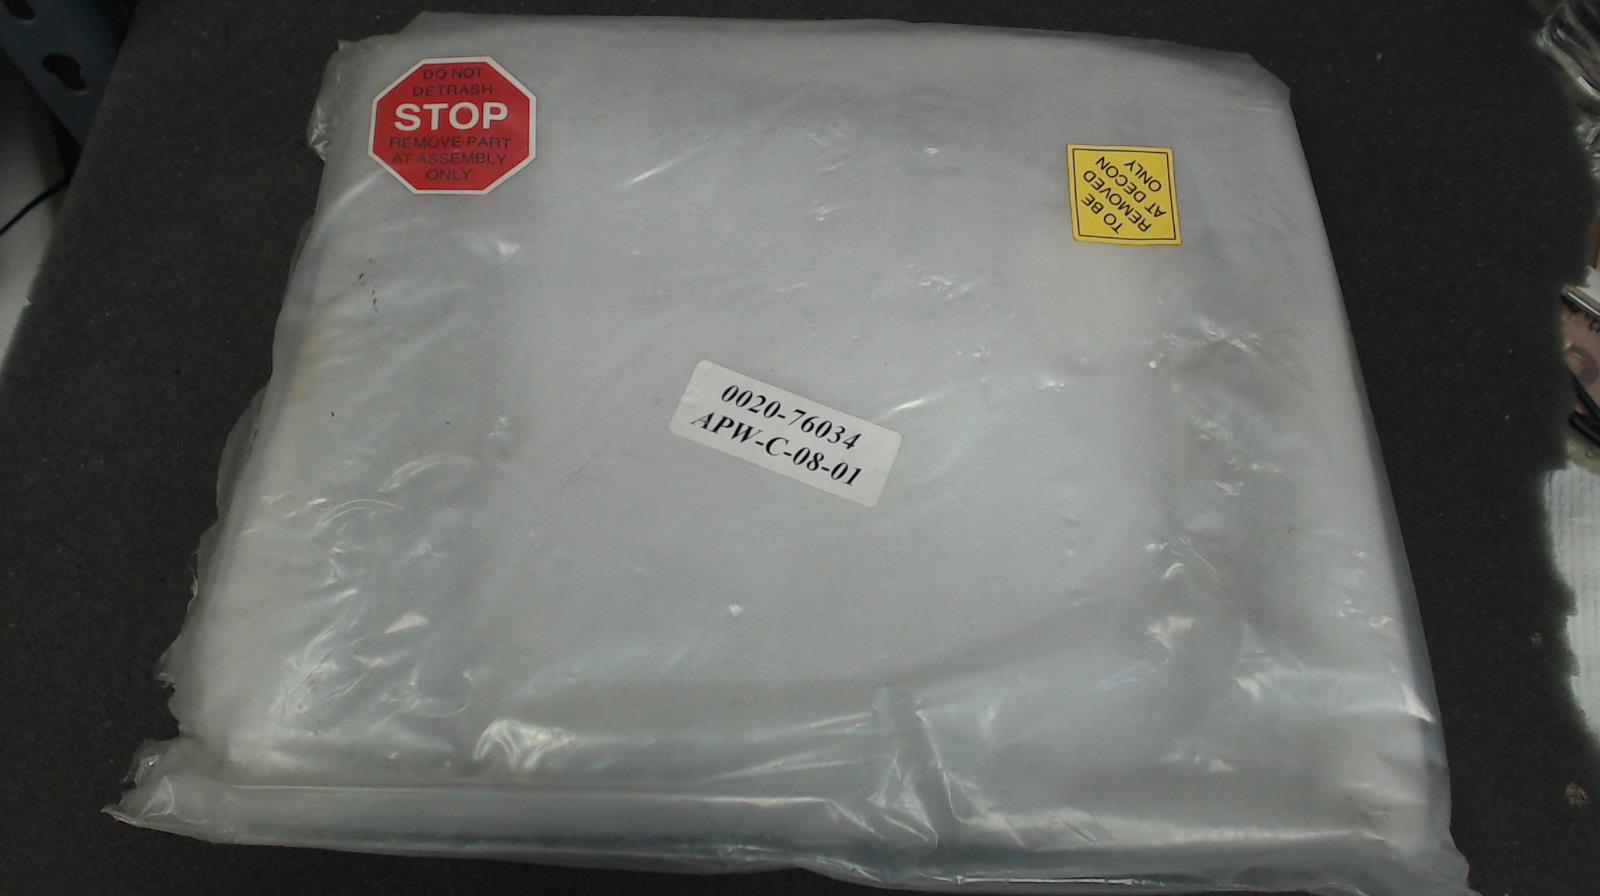 DO NOT
DETRASH
STOP
REMOVE PART
AT ASSEMBLY
ONLY
TO BE
REMOVED
AT DECON
ONLY
0020-76034
APW-C-08-01